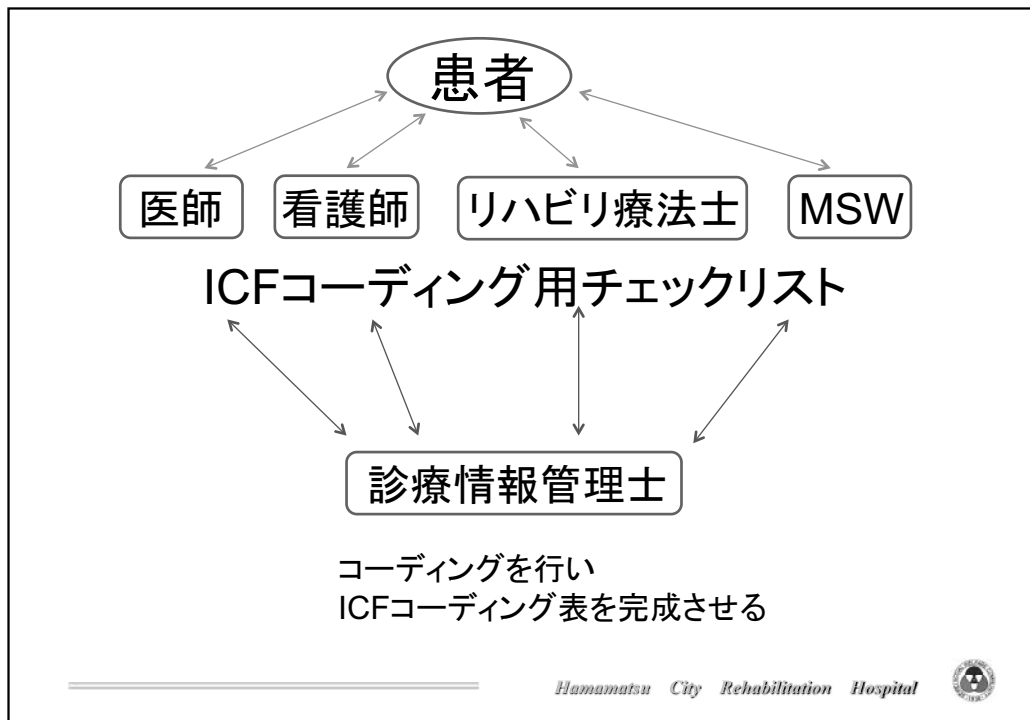 患者
医師 看護師 リハビリ療法士 MSW
ICFコーディング用チェックリスト
診療情報管理士
コーディングを行い
ICFコーディング表を完成させる
Hamamatsu City Rehabilitation Hospital